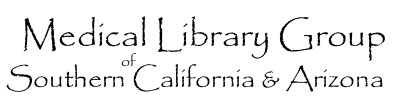 Medical Library Group
of
Southern California & Arizona